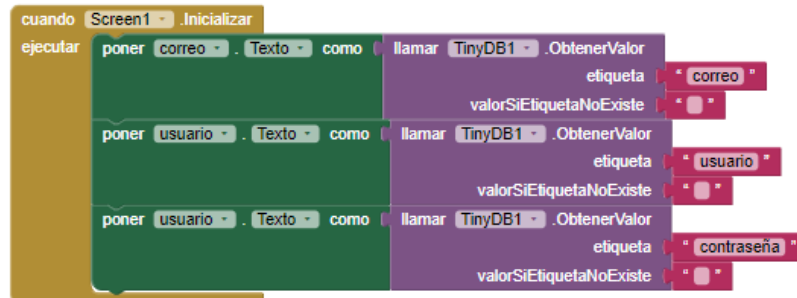 cuando Screen1 .Inicializar
ejecutar poner correo . Texto como llamar TinyDB1 .ObtenerValor
etiqueta " correo "
valorSiEtiquetaNoExiste " "
poner usuario . Texto como llamar TinyDB1 .ObtenerValor
etiqueta " usuario "
valorSiEtiquetaNoExiste " "
poner usuario . Texto como llamar TinyDB1 .ObtenerValor
etiqueta " contraseña "
valorSiEtiquetaNoExiste " "